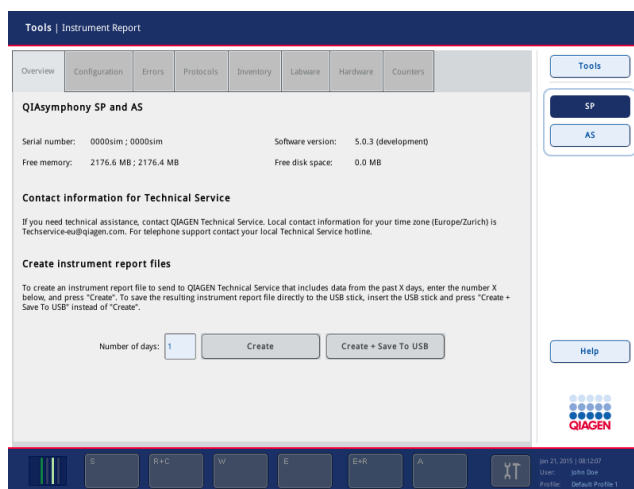 Tools | Instrument Report
Overview Configuration Errors Protocols Inventory Labware Hardware Counters
Tools
SP
AS
QIAsymphony SP and AS
Serial number: 0000sim ; 0000sim Software version: 5.0.3 (development)
Free memory: 2176.6 MB ; 2176.4 MB Free disk space: 0.0 MB
Contact information for Technical Service
If you need technical assistance, contact QIAGEN Technical Service. Local contact information for your time zone (Europe/Zurich) is
Techservice-eu@qiagen.com. For telephone support contact your local Technical Service hotline.
Create instrument report files
To create an instrument report file to send to QIAGEN Technical Service that includes data from the past X days, enter the number X
below, and press "Create". To save the resulting instrument report file directly to the USB stick, insert the USB stick and press "Create +
Save To USB" instead of "Create".
Number of days: 1 Create Create + Save To USB
Help
QIAGEN
S R+C W E E+R A
Jan 21, 2015 | 08:12:07
User: John Doe
Profile: Default Profile 1